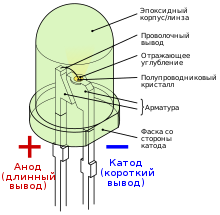 Эпоксидный
корпус/линза
Проволочный
вывод
Отражающее
углубление
Полупроводниковый
кристалл
}Арматура
Фаска со
стороны
катода
+
Анод
(длинный
вывод)
−
Катод
(короткий
вывод)